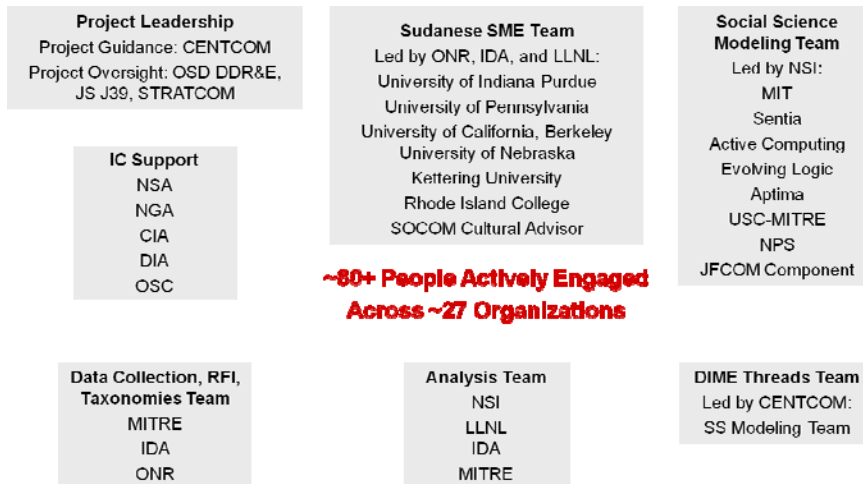 Project Leadership
Project Guidance: CENTCOM
Project Oversight: OSD DDR&E,
JS J39, STRATCOM
Sudanese SME Team
Led by ONR, IDA, and LLNL:
University of Indiana Purdue
University of Pennsylvania
University of California, Berkeley
University of Nebraska
Kettering University
Rhode Island College
SOCOM Cultural Advisor
Social Science
Modeling Team
Led by NSI:
MIT
Sentia
Active Computing
Evolving Logic
Aptima
USC-MITRE
NPS
JFCOM Component
IC Support
NSA
NGA
CIA
DIA
OSC
~80+ People Actively Engaged
Across ~27 Organizations
Data Collection, RFI,
Taxonomies Team
MITRE
IDA
ONR
Analysis Team
NSI
LLNL
IDA
MITRE
DIME Threads Team
Led by CENTCOM:
SS Modeling Team